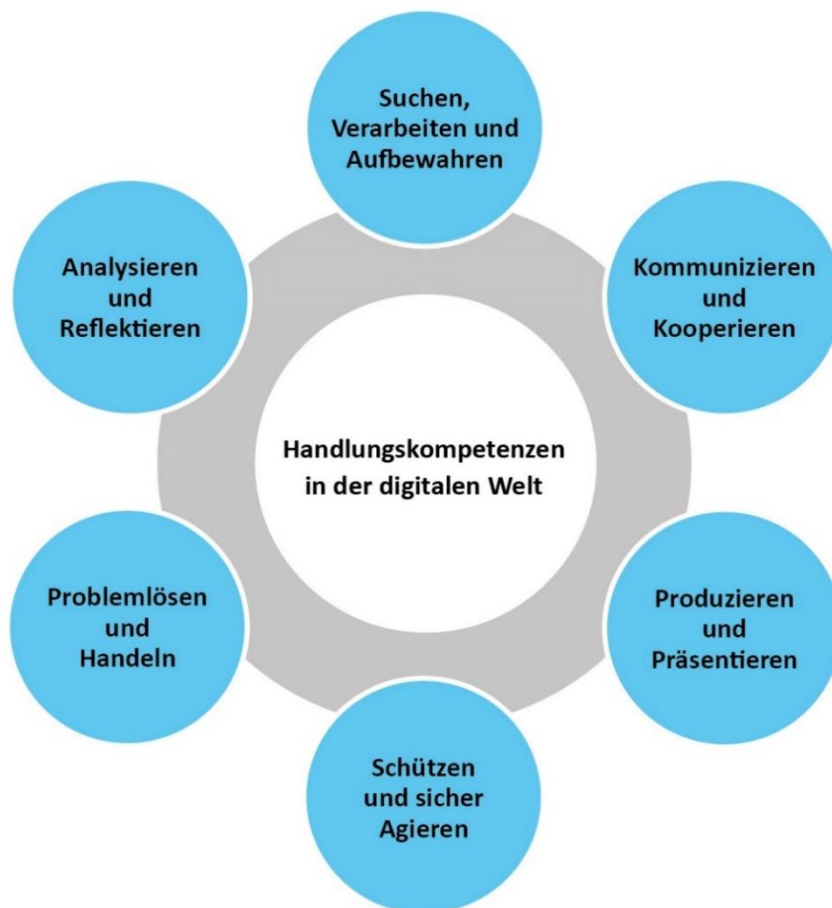 Suchen,
Verarbeiten und
Aufbewahren
Kommunizieren
und
Kooperieren
Produzieren
und
Präsentieren
Schützen
und sicher
Agieren
Problemlösen
und
Handeln
Analysieren
und
Reflektieren
Handlungskompetenzen
in der digitalen Welt